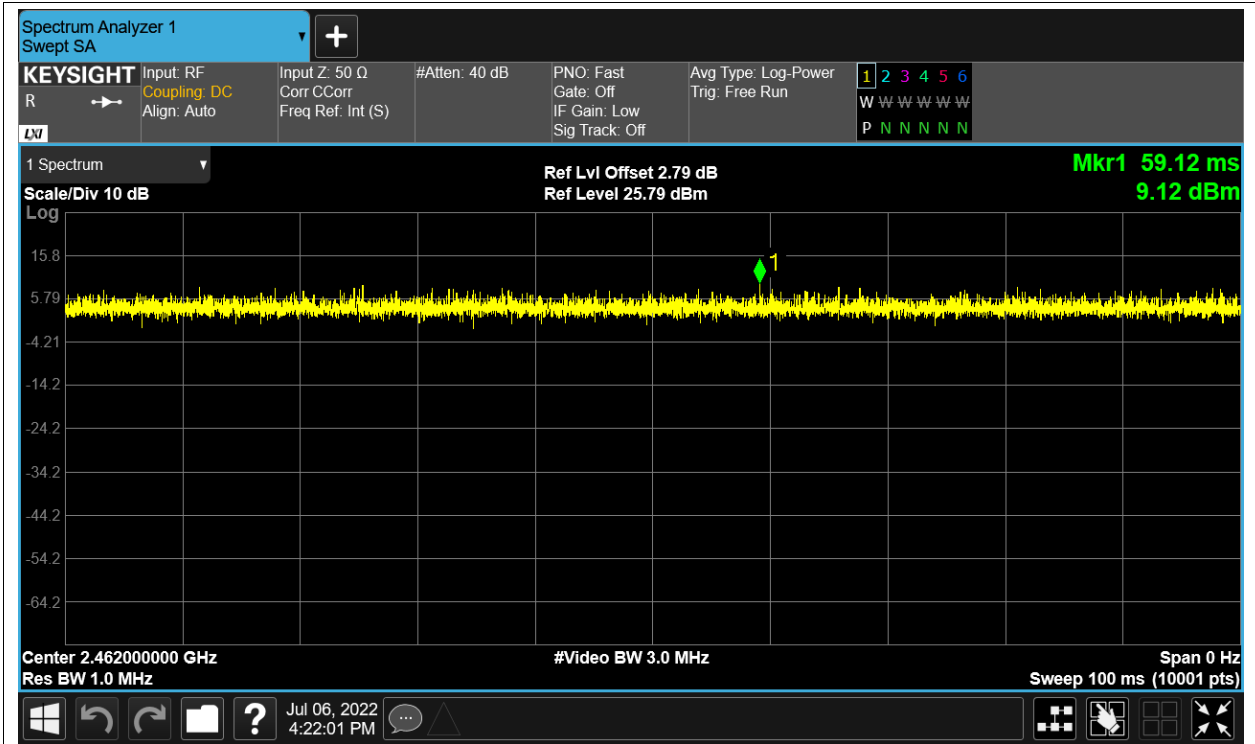 Spectrum Analyzer 1
Swept SA
+
KEYSIGHT
R
LXI
Input: RF
Coupling: DC
Align: Auto
Input Z: 50 Ω
Corr CCorr
Freq Ref: Int (S)
#Atten: 40 dB
PNO: Fast
Gate: Off
IF Gain: Low
Sig Track: Off
Avg Type: Log-Power
Trig: Free Run
1 2 3 4 5 6
W W W W W W
P N N N N N
1 Spectrum
Scale/Div 10 dB
Log
Ref Lvl Offset 2.79 dB
Ref Level 25.79 dBm
Mkr1 59.12 ms
9.12 dBm
1
15.8
5.79
-4.21
-14.2
-24.2
-34.2
-44.2
-54.2
-64.2
Center 2.462000000 GHz
#Video BW 3.0 MHz
Span 0 Hz
Res BW 1.0 MHz
Sweep 100 ms (10001 pts)
?
Jul 06, 2022
4:22:01 PM